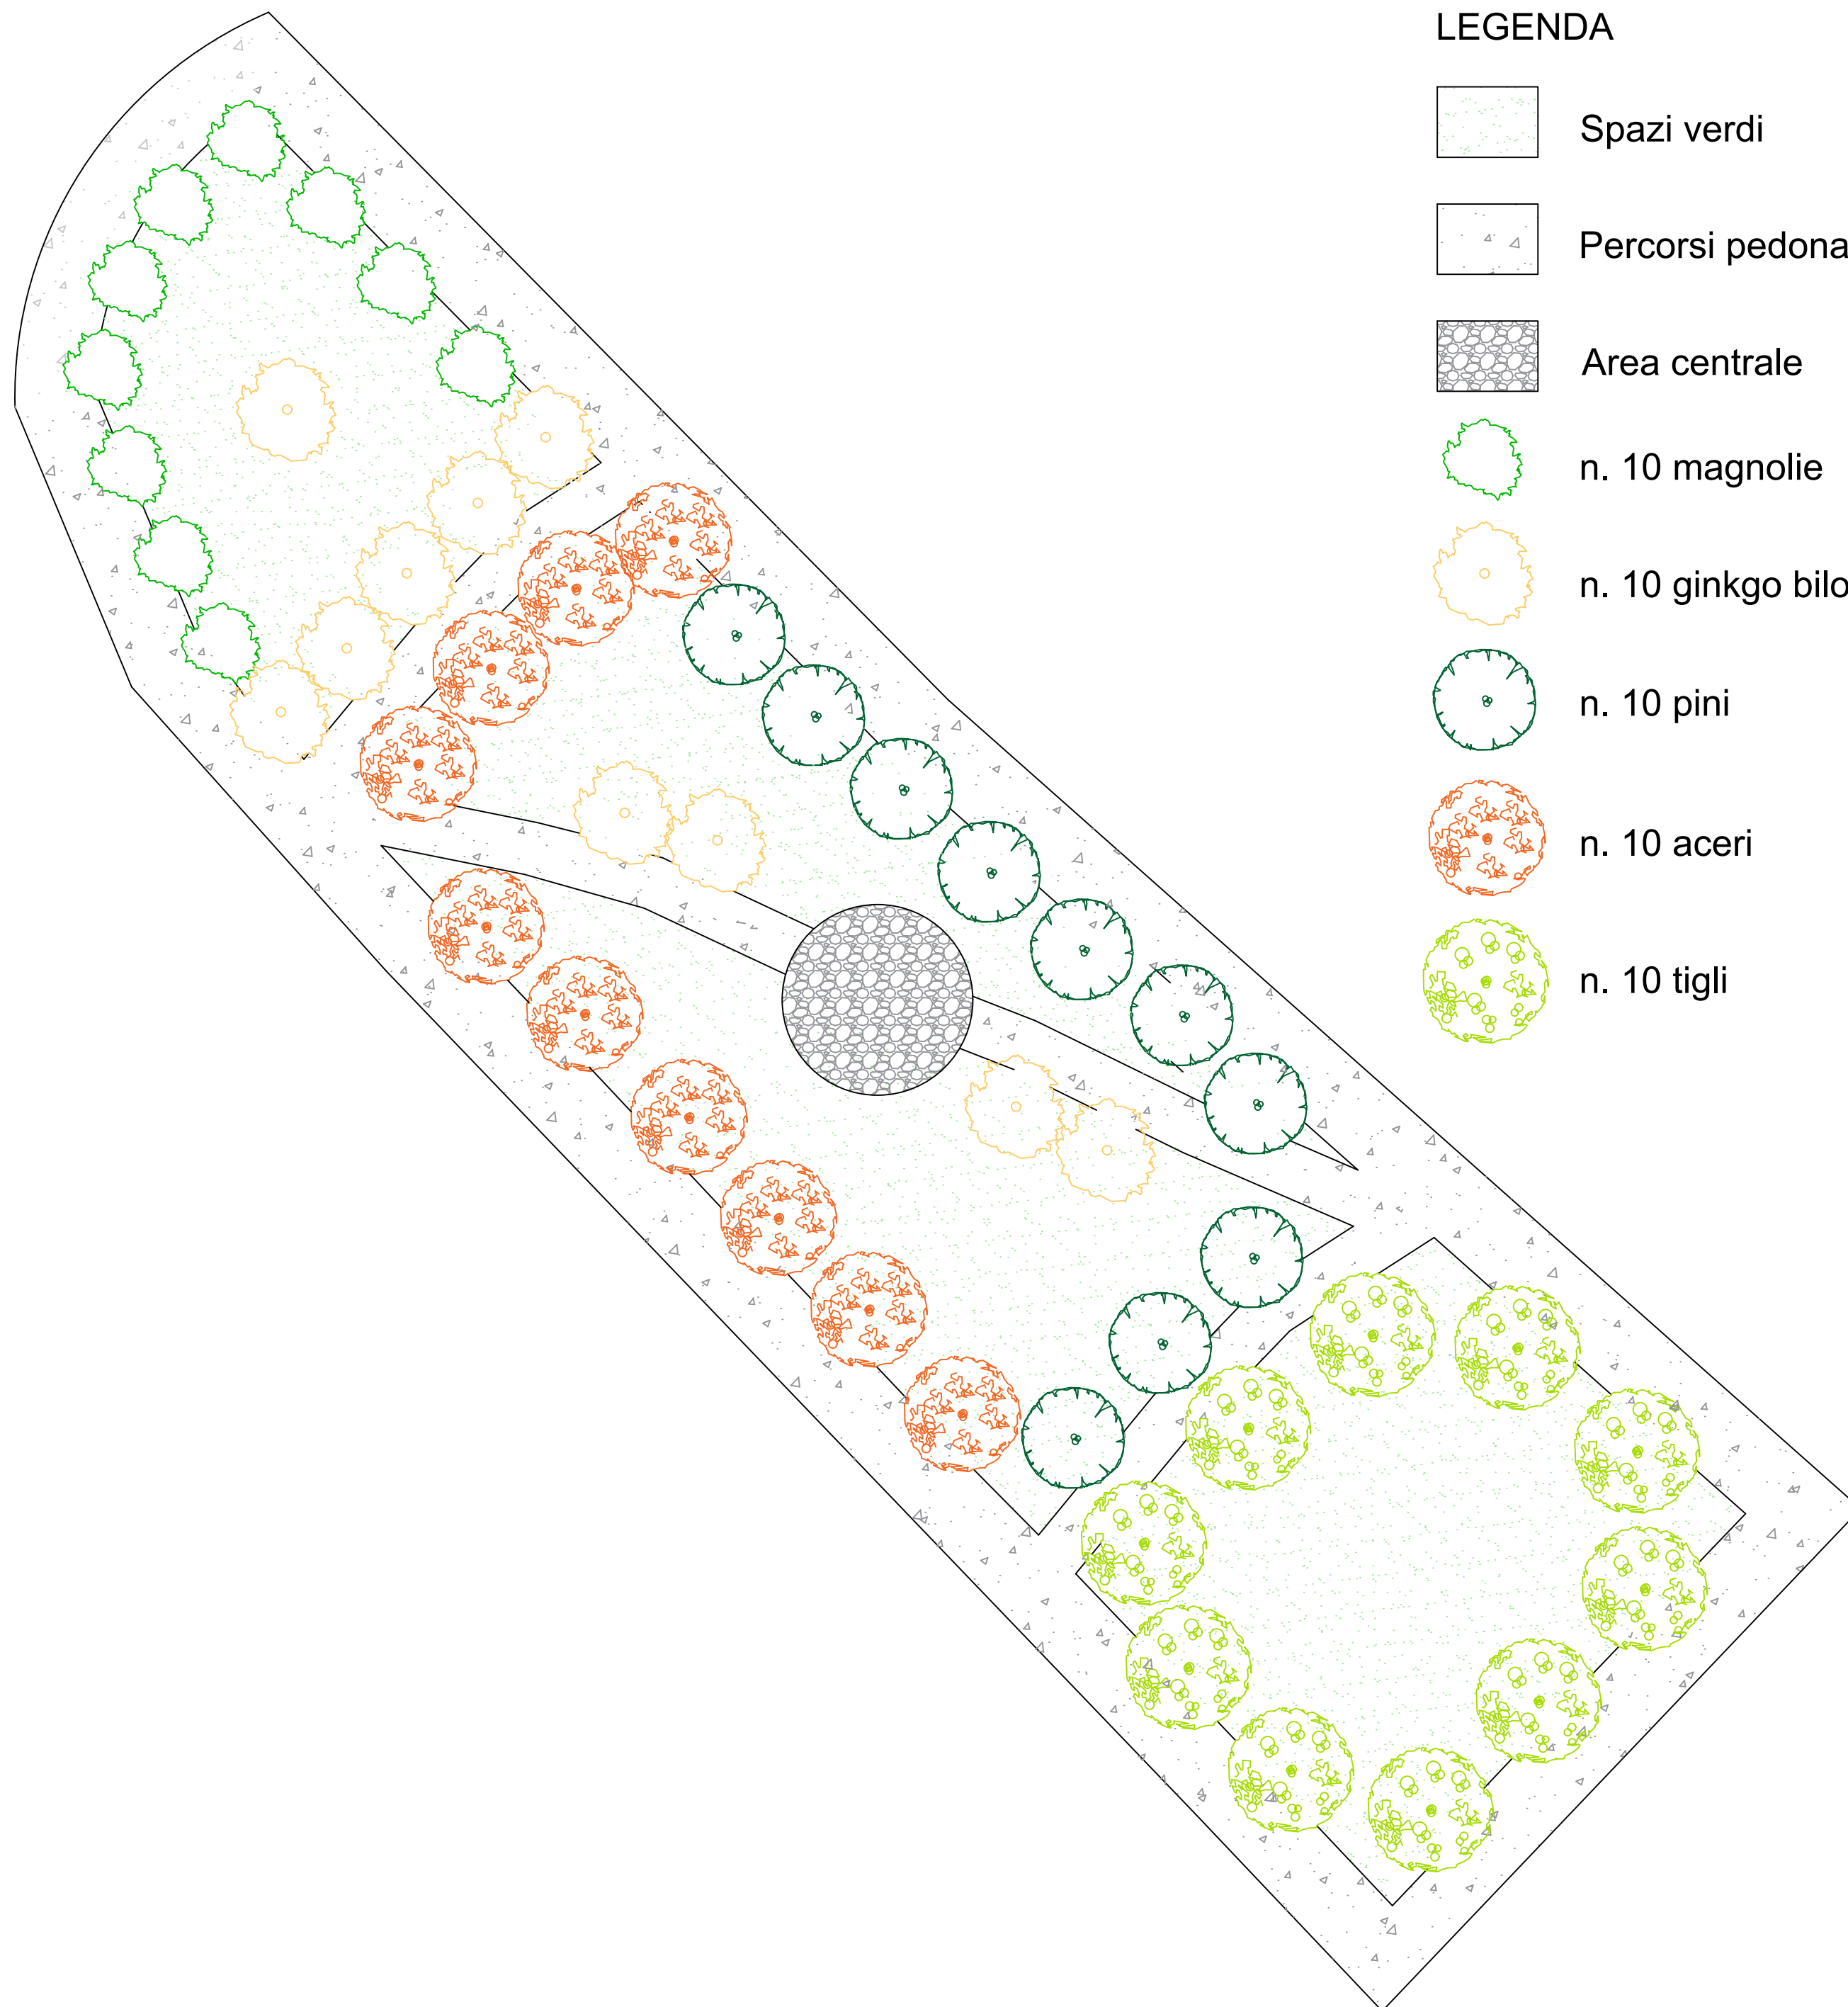 LEGENDA
Spazi verdi
Percorsi pedona
Area centrale
n. 10 magnolie
n. 10 ginkgo bilo
n. 10 pini
n. 10 aceri
n. 10 tigli